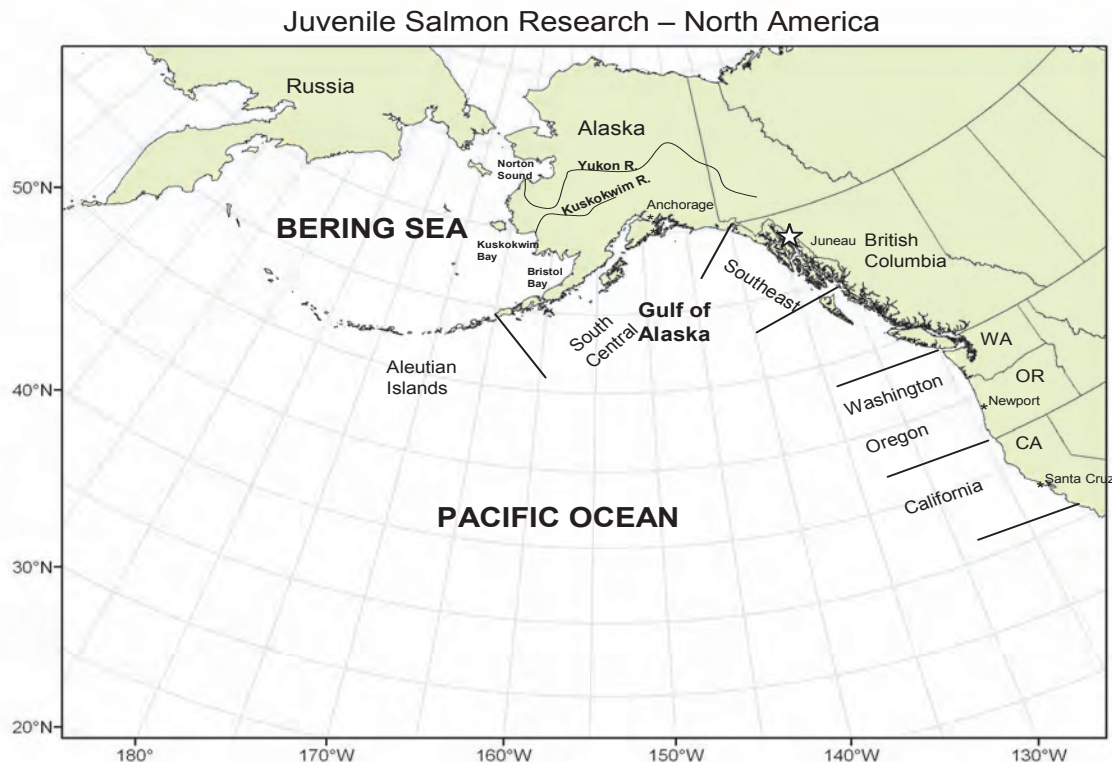 Juvenile Salmon Research – North America
Russia
Alaska
Norton
Sound
Yukon R.
Kuskokwim R.
50°N
Anchorage
BERING SEA
Juneau
British
Columbia
Kuskokwim
Bay
Bristol
Bay
Southeast
Gulf of
Alaska
South
Central
WA
Aleutian
Islands
OR
40°N
Washington
Newport
Oregon
CA
Santa Cruz
California
PACIFIC OCEAN
30°N
20°N
180°
170°W
160°W
150°W
140°W
130°W